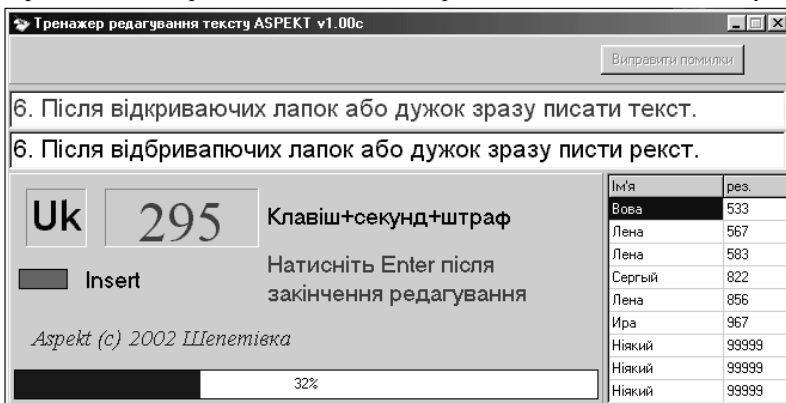 Тренажер редагування тексту ASPEKT v1.00c
Виправити помилки
6. Після відкриваючих лапок або дужок зразу писати текст.
6. Після відбривапючих лапок або дужок зразу писти рекст.
Uk
295
Клавіш+секунд+штраф
Insert
Натисніть Enter після
закінчення редагування
Aspekt (c) 2002 Шепетівка
32%
Ім'я рез.
Вова 533
Лена 567
Лена 583
Сергый 822
Лена 856
Ира 967
Ніякий 99999
Ніякий 99999
Ніякий 99999